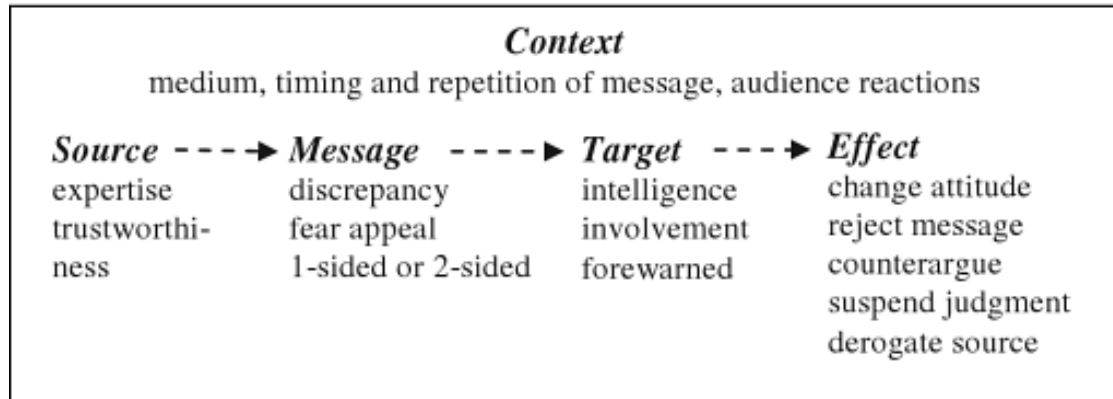 Context
medium, timing and repetition of message, audience reactions
Source Message Target Effect
expertise discrepancy intelligence change attitude
trustworthi- fear appeal involvement reject message
ness 1-sided or 2-sided forewarned counterargue
suspend judgment
derogate source